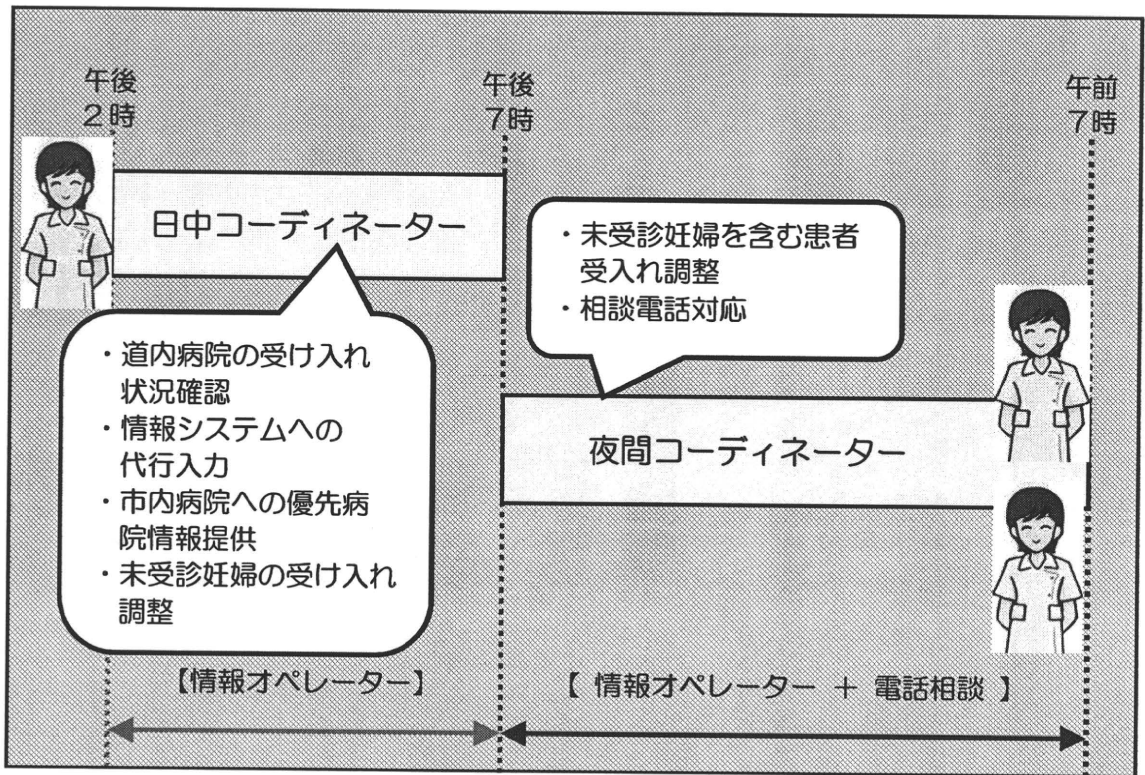 午後
2時
午後
7時
午前
7時
日中コーディネーター
・未受診妊婦を含む患者
受入れ調整
・相談電話対応
・道内病院の受け入れ
状況確認
・情報システムへの
代行入力
・市内病院への優先病
院情報提供
・未受診妊婦の受け入れ
調整
夜間コーディネーター
【情報オペレーター】
【 情報オペレーター + 電話相談 】